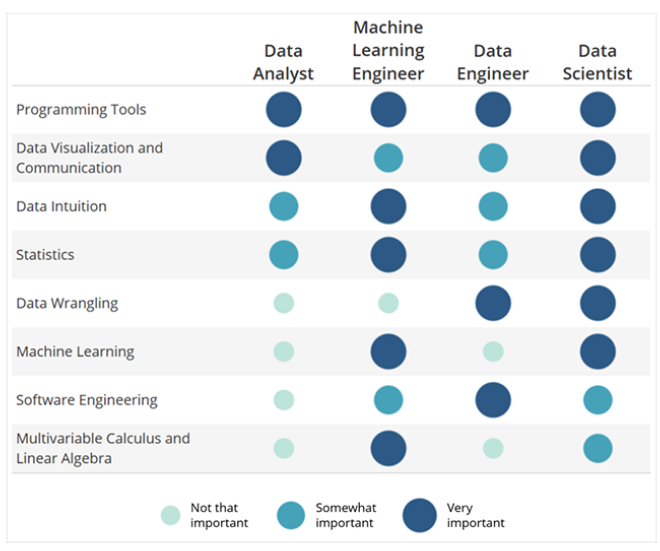 Data Analyst
Machine Learning Engineer
Data Engineer
Data Scientist
Programming Tools
Data Visualization and
Communication
Data Intuition
Statistics
Data Wrangling
Machine Learning
Software Engineering
Multivariable Calculus and
Linear Algebra
Not that
important
Somewhat
important
Very
important